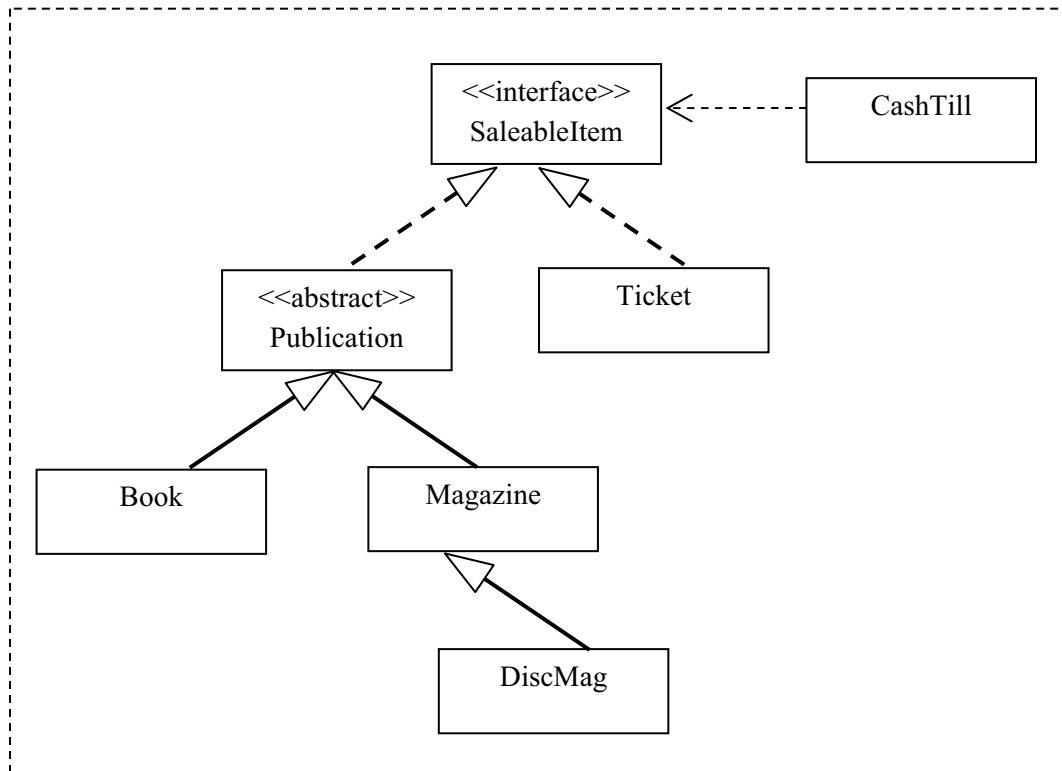 <<interface>>
SaleableItem
CashTill
<<abstract>>
Publication
Ticket
Book
Magazine
DiscMag